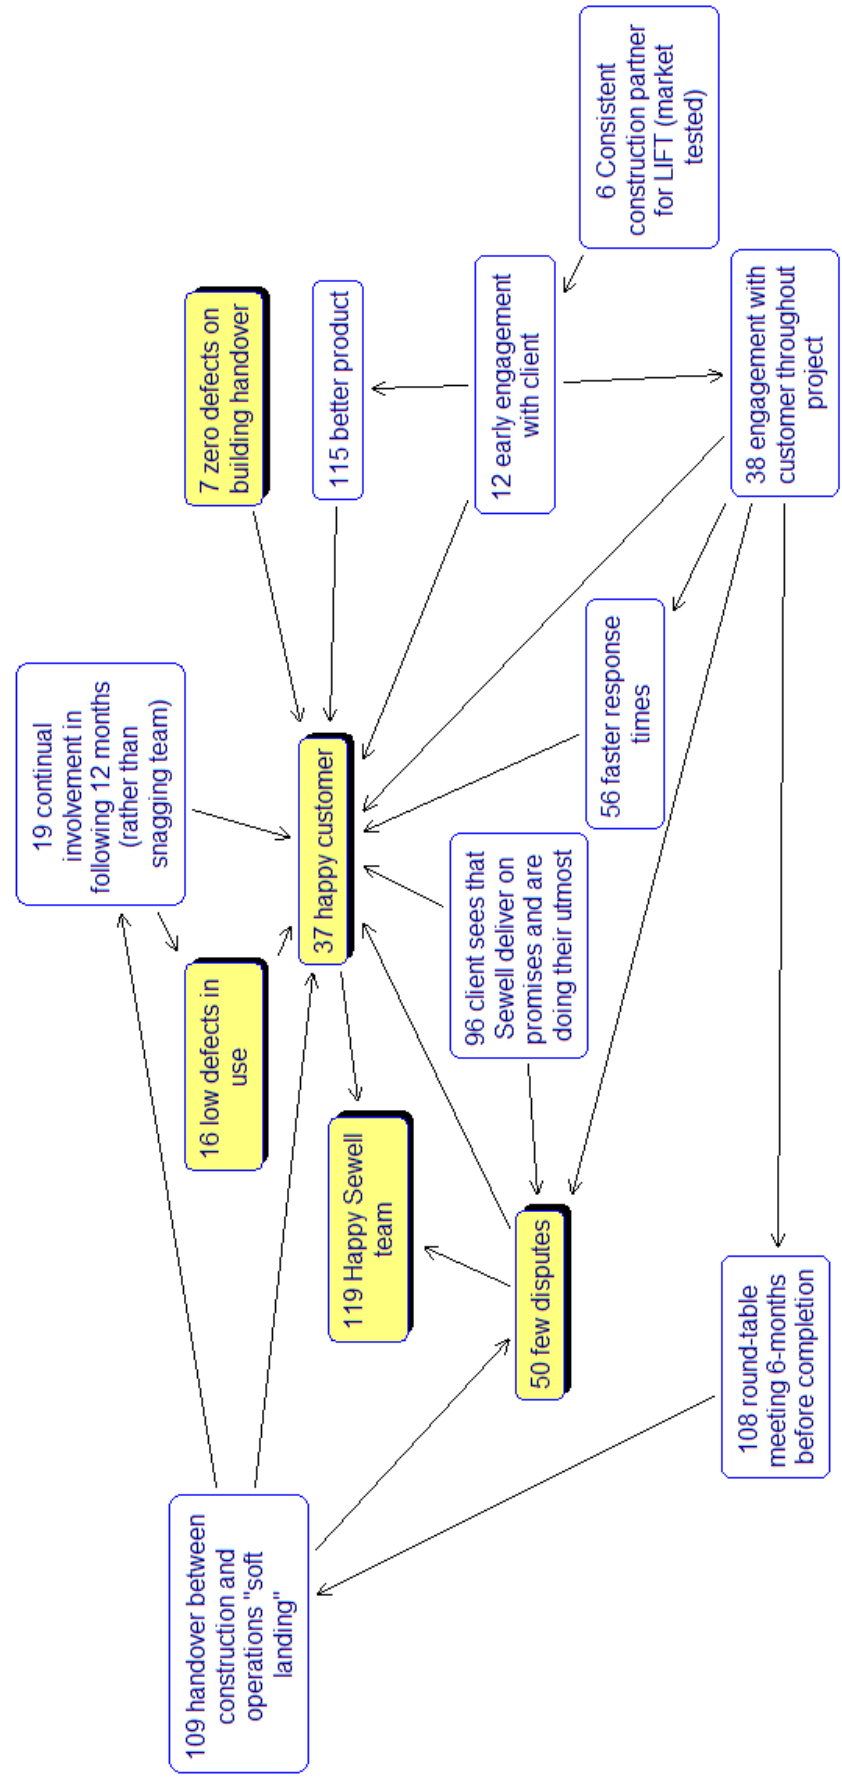 109 handover between
construction and
operations "soft
landing"
19 continual
involvement in
following 12 months
(rather than
snagging team)
16 low defects in
use
7 zero defects on
building handover
37 happy customer
115 better product
119 Happy Sewell
team
96 client sees that
Sewell deliver on
promises and are
doing their utmost
12 early engagement
with client
50 few disputes
56 faster response
times
6 Consistent
construction partner
for LIFT (market
tested)
108 round-table
meeting 6-months
before completion
38 engagement with
customer throughout
project